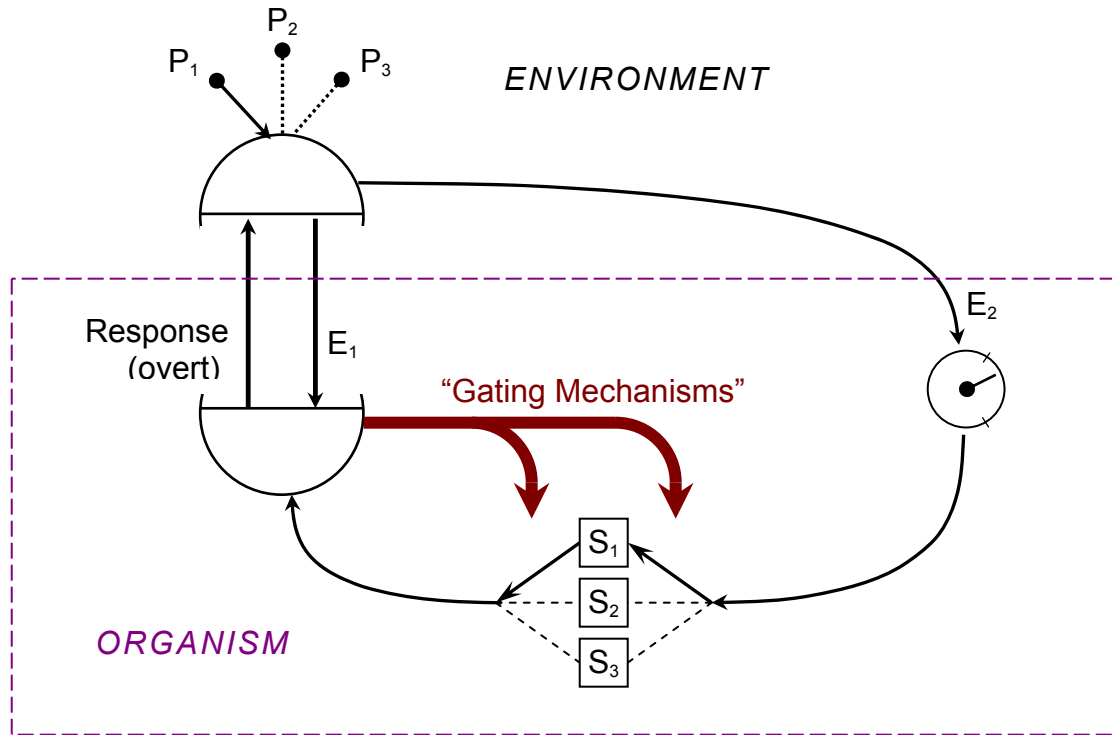 P₂
P₁
P₃
ENVIRONMENT
Response
(overt)
E₁
E₂
“Gating Mechanisms”
S₁
S₂
S₃
ORGANISM